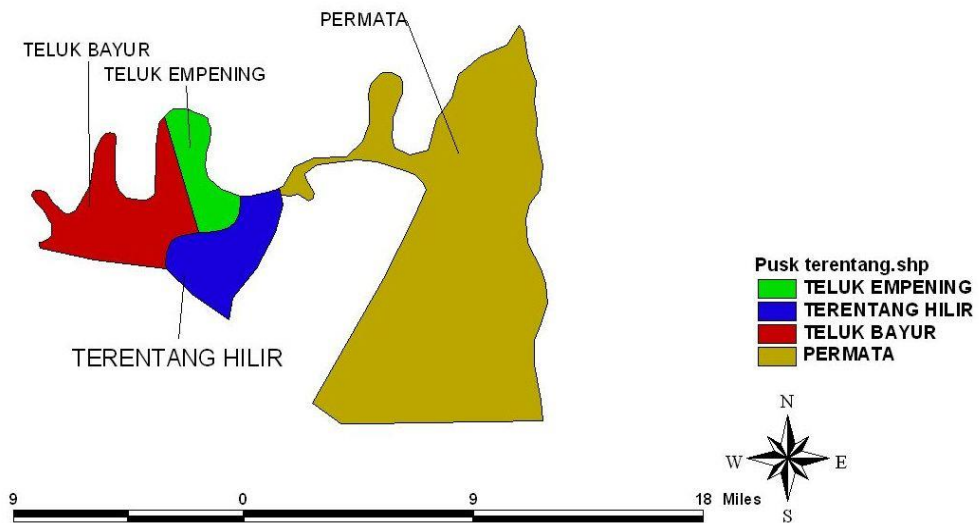 PERMATA
TELUK BAYUR
TELUK EMPENING
TERENTANG HILIR
Pusk terentang.shp
TELUK EMPENING
TERENTANG HILIR
TELUK BAYUR
PERMATA
N
W E
S
9 0 9 18 Miles